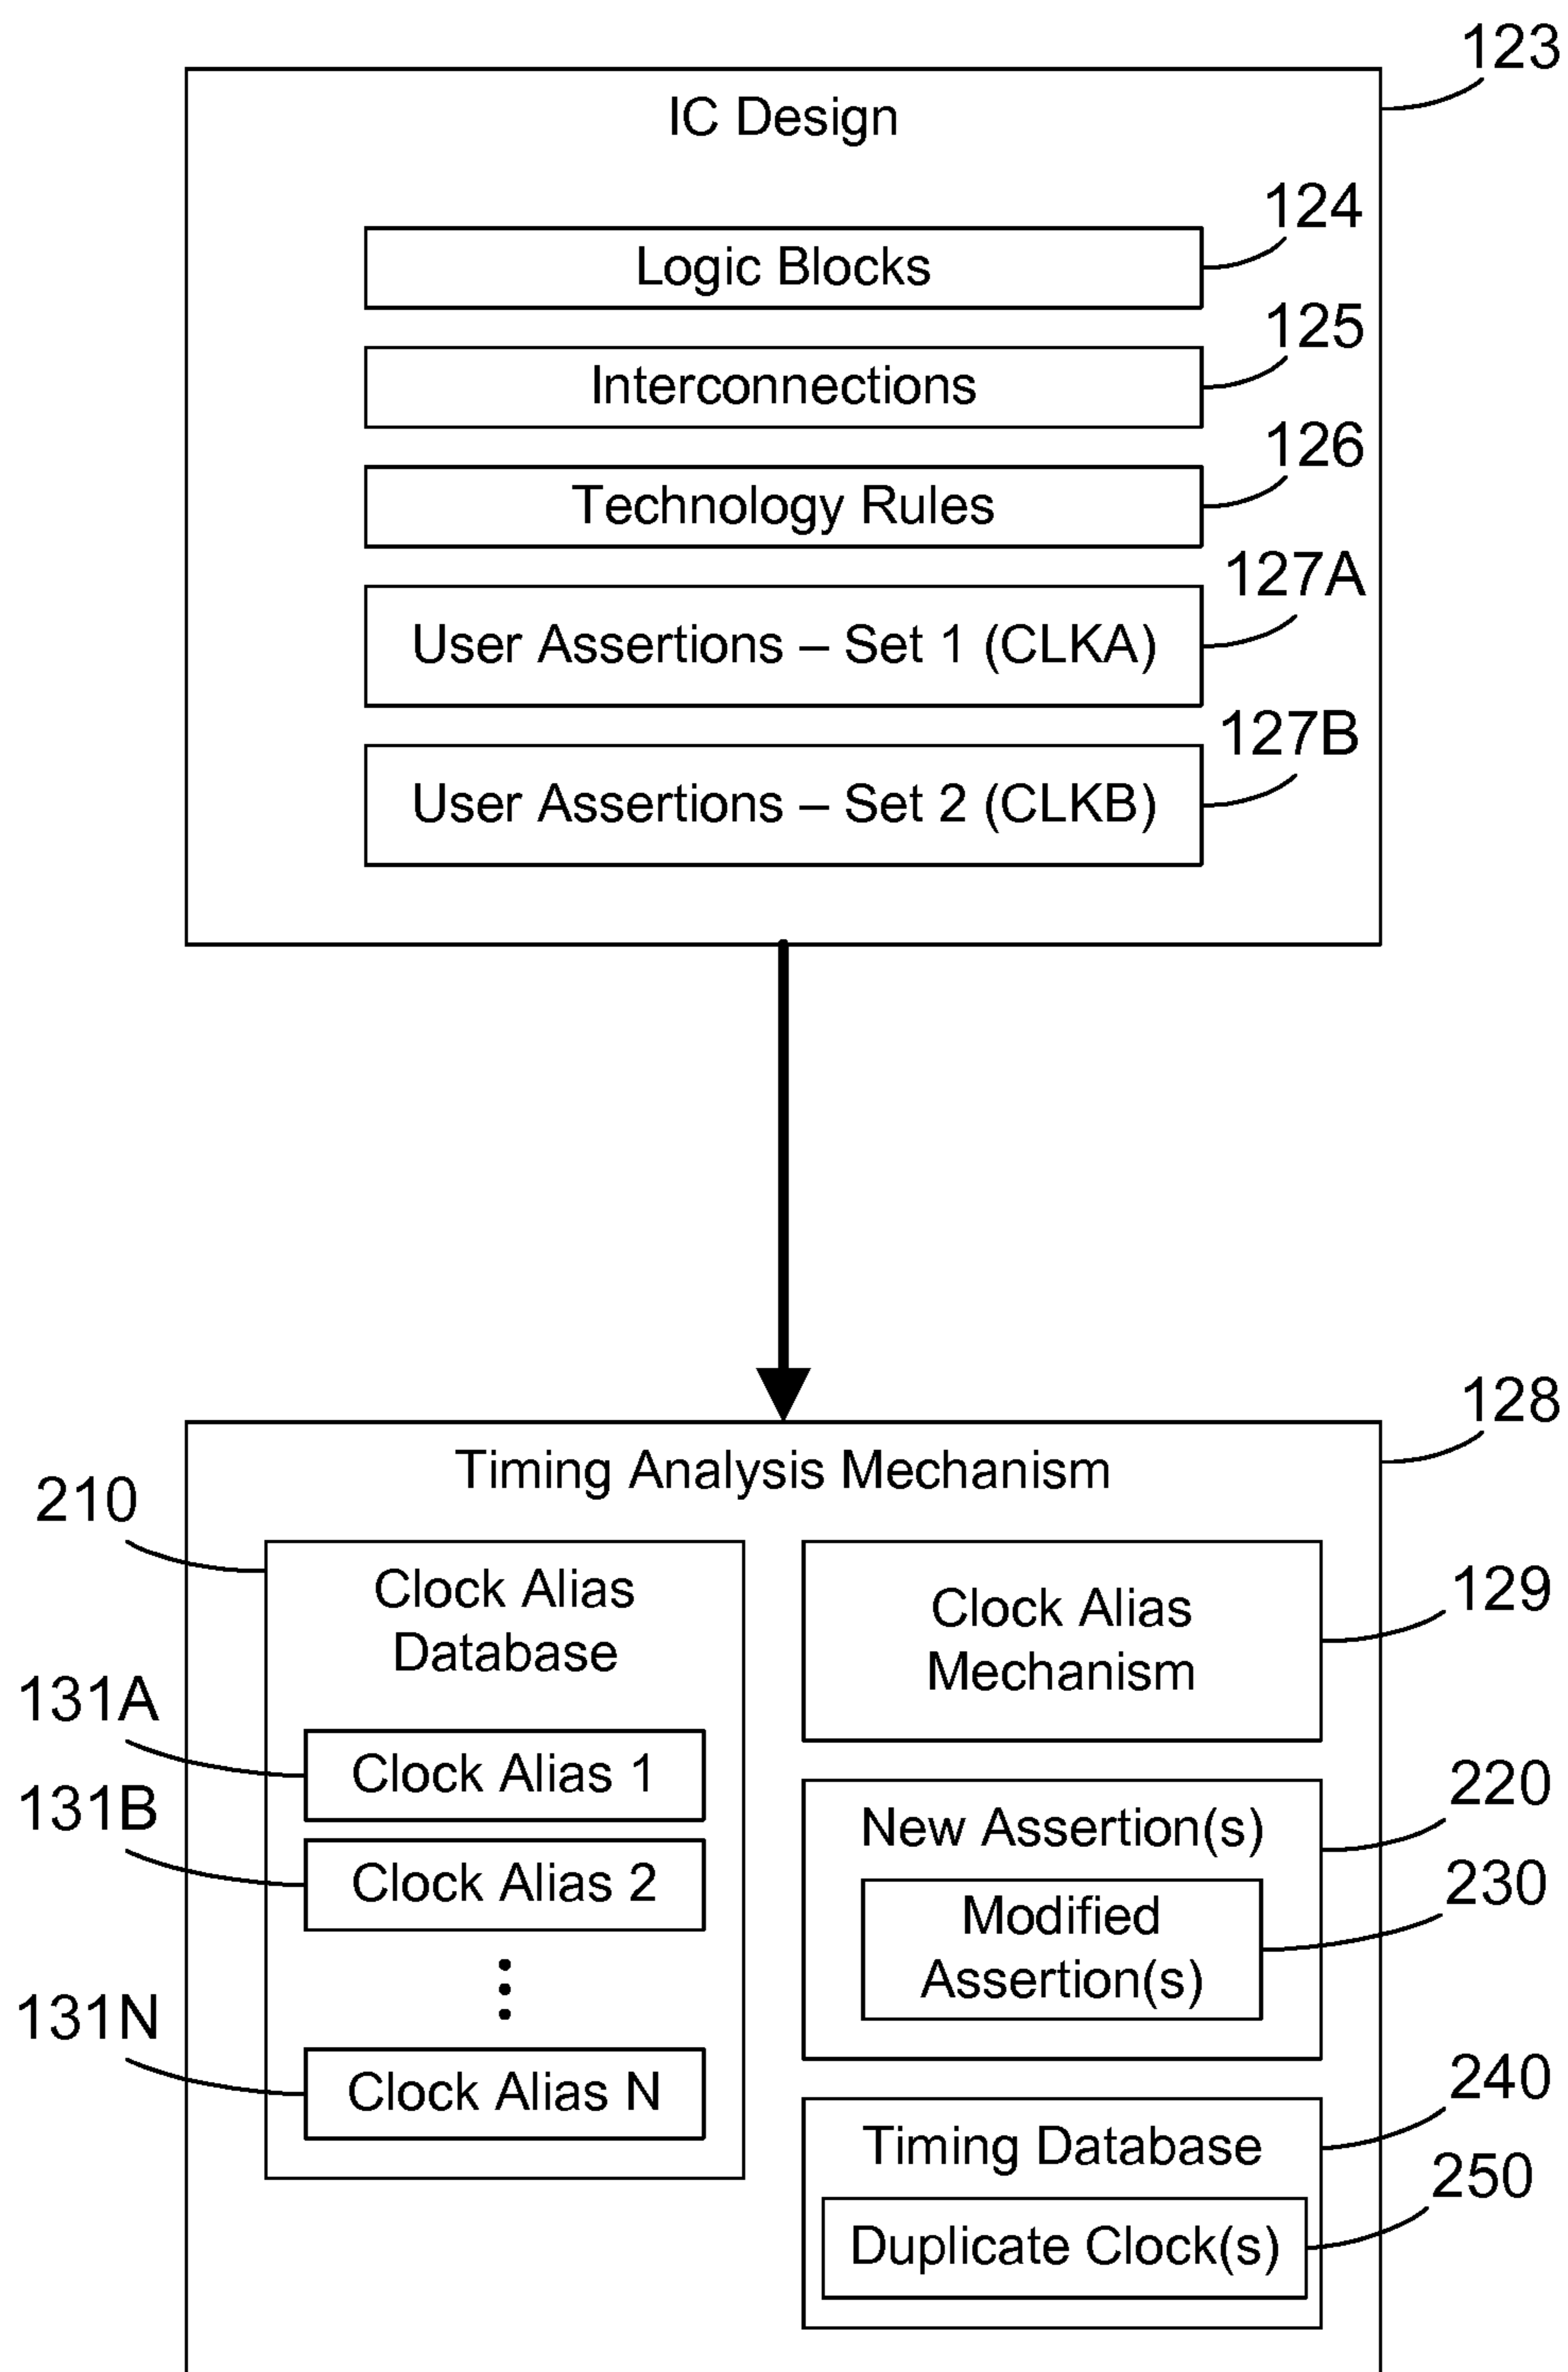 123
IC Design
124
Logic Blocks
125
Interconnections
126
Technology Rules
127A
User Assertions – Set 1 (CLKA)
127B
User Assertions – Set 2 (CLKB)
128
Timing Analysis Mechanism
210
Clock Alias
Database
131A
Clock Alias 1
131B
Clock Alias 2
131N
Clock Alias N
129
Clock Alias
Mechanism
220
New Assertion(s)
230
Modified
Assertion(s)
240
Timing Database
250
Duplicate Clock(s)